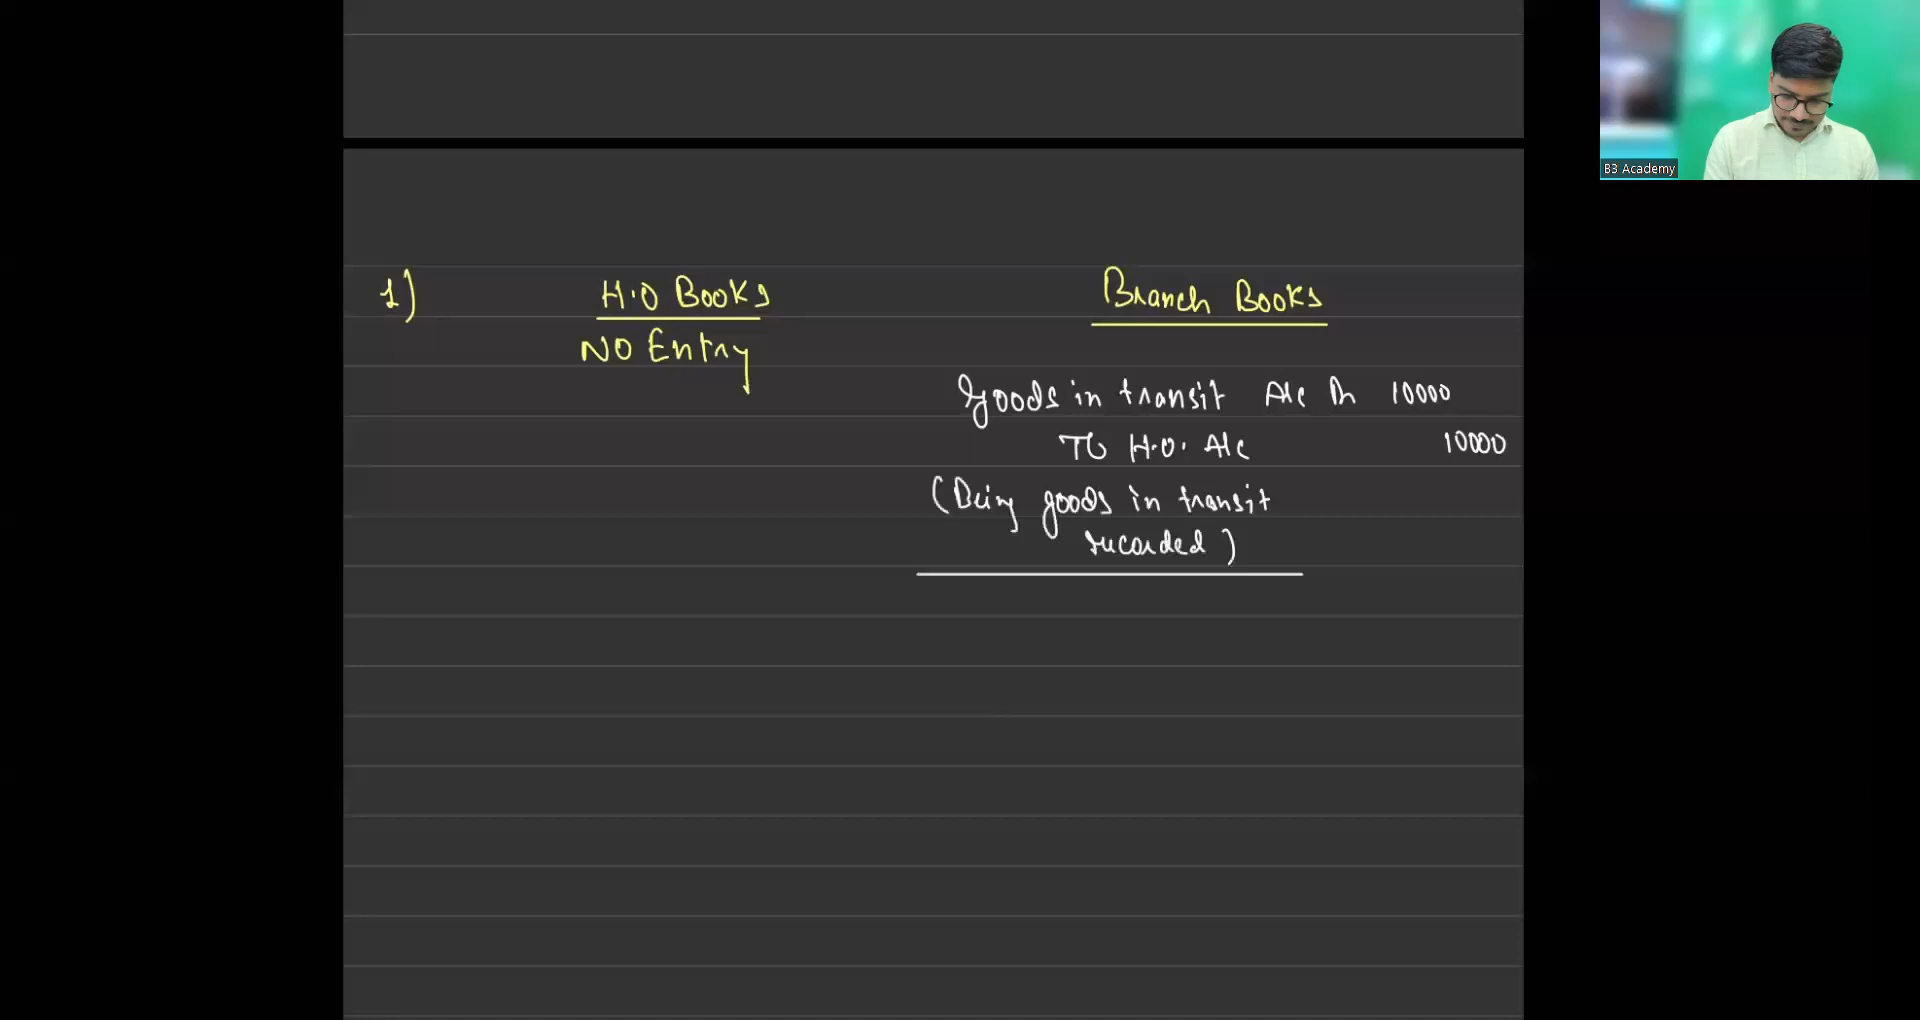 1) H.O Books Branch Books
NO Entry
Goods in transit A/c Dr 10000
To H.O. A/c 10000
(Being goods in transit
recorded)
B3 Academy